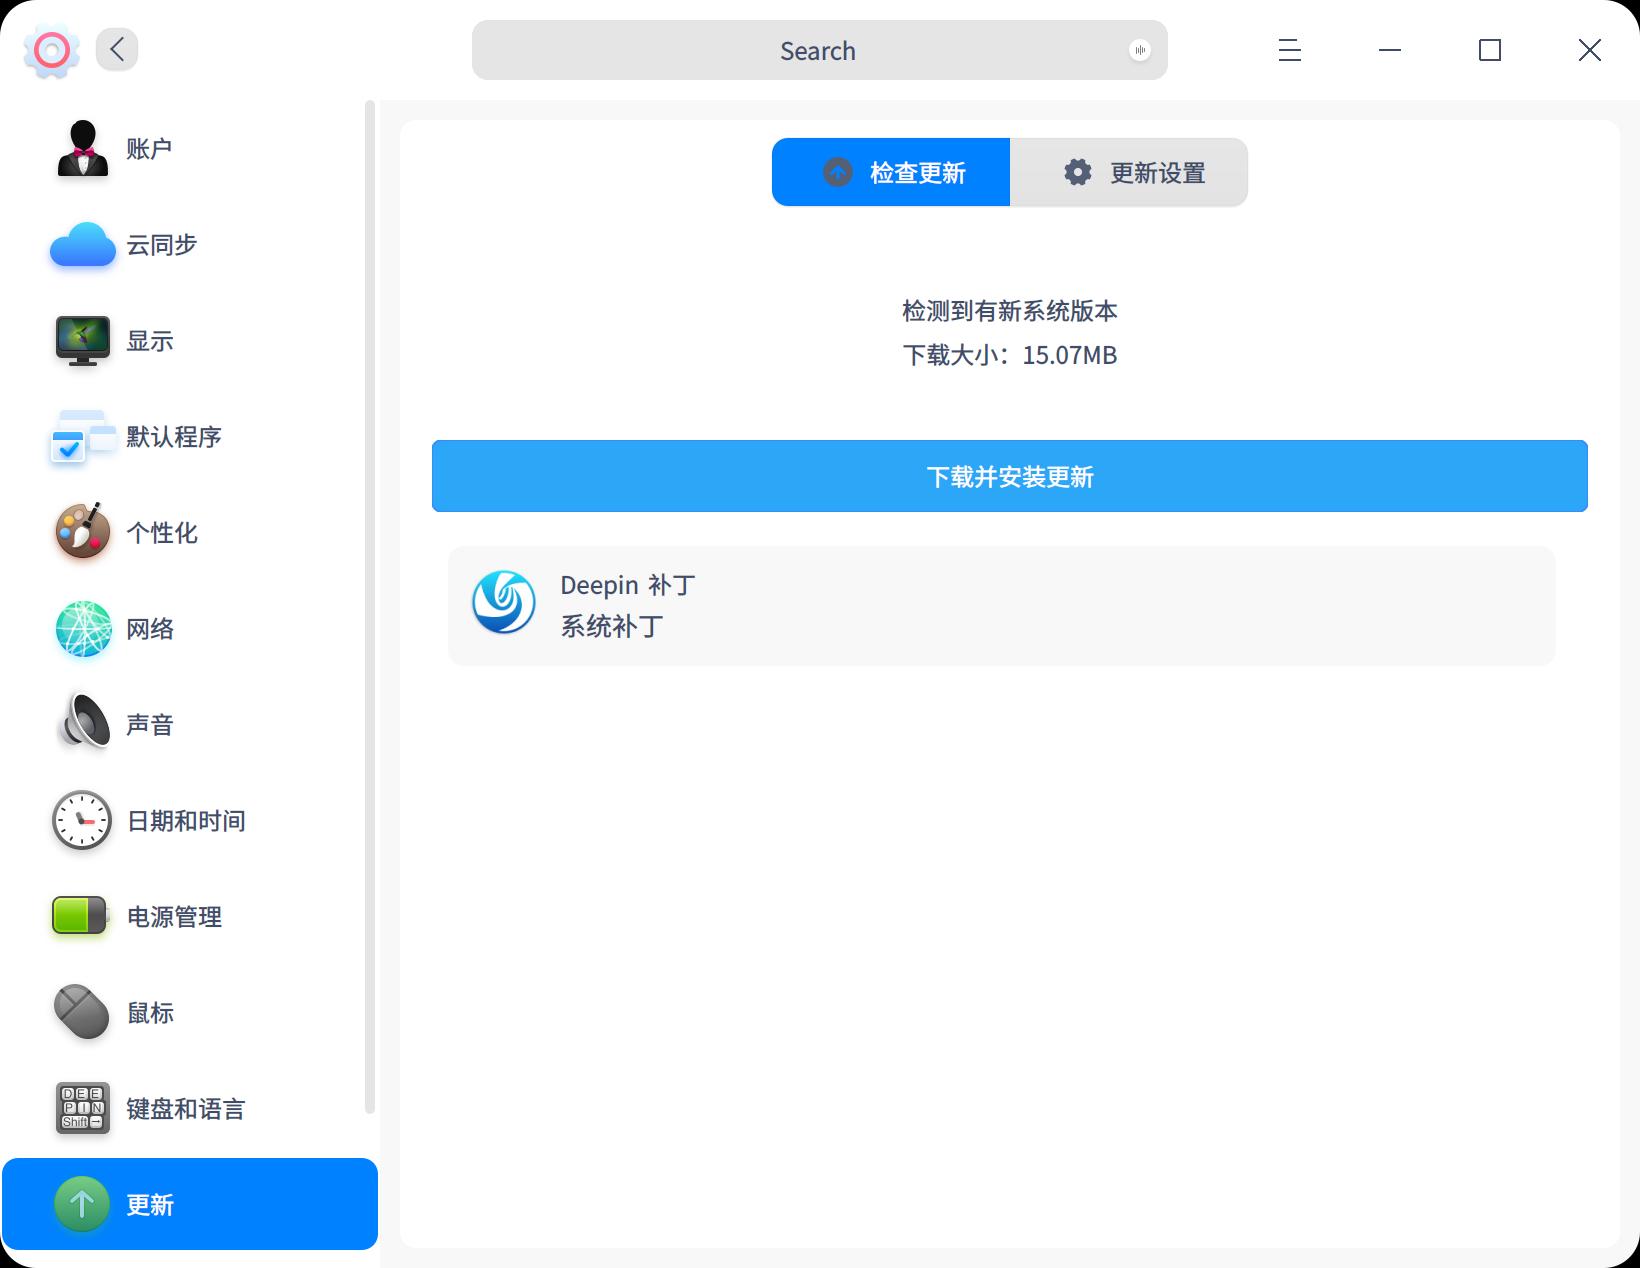 Search
账户
云同步
显示
默认程序
个性化
网络
声音
日期和时间
电源管理
鼠标
DEE
PIN
Shift→
键盘和语言
更新
检查更新
更新设置
检测到有新系统版本
下载大小：15.07MB
下载并安装更新
Deepin 补丁
系统补丁